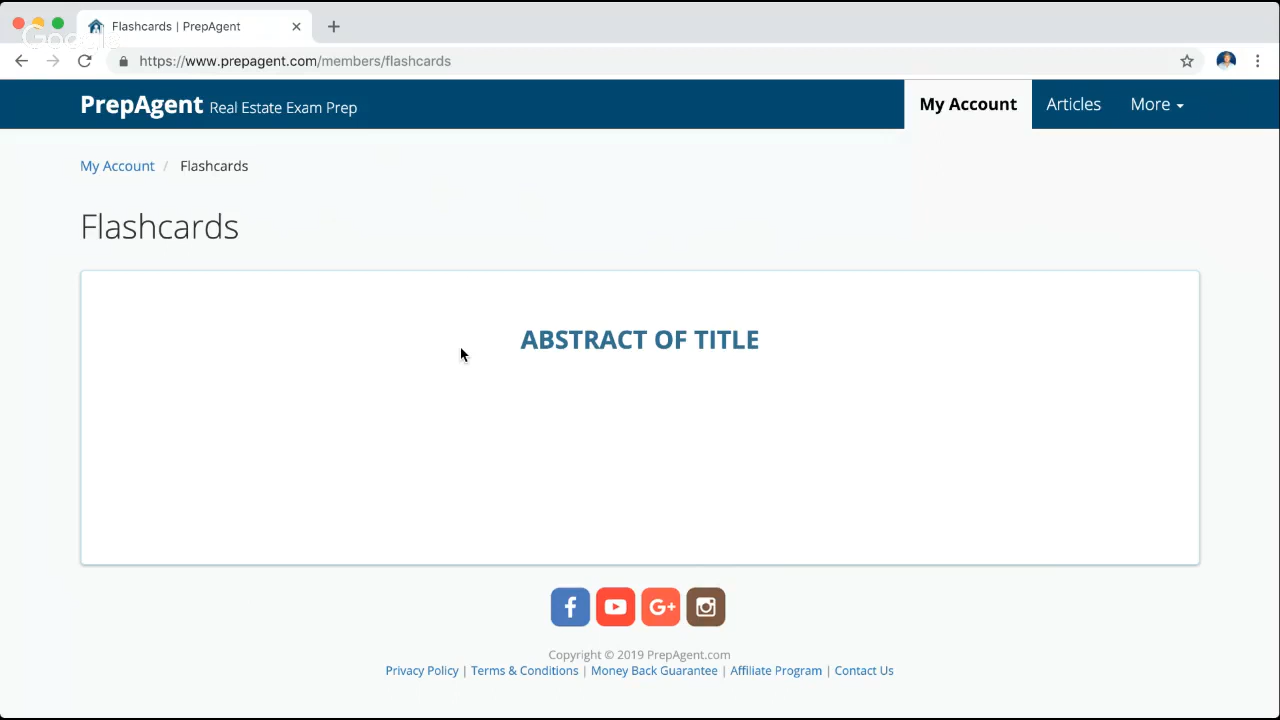 Flashcards | PrepAgent
https://www.prepagent.com/members/flashcards
PrepAgent Real Estate Exam Prep
My Account
Articles
More
My Account / Flashcards
Flashcards
ABSTRACT OF TITLE
Copyright © 2019 PrepAgent.com
Privacy Policy | Terms & Conditions | Money Back Guarantee | Affiliate Program | Contact Us